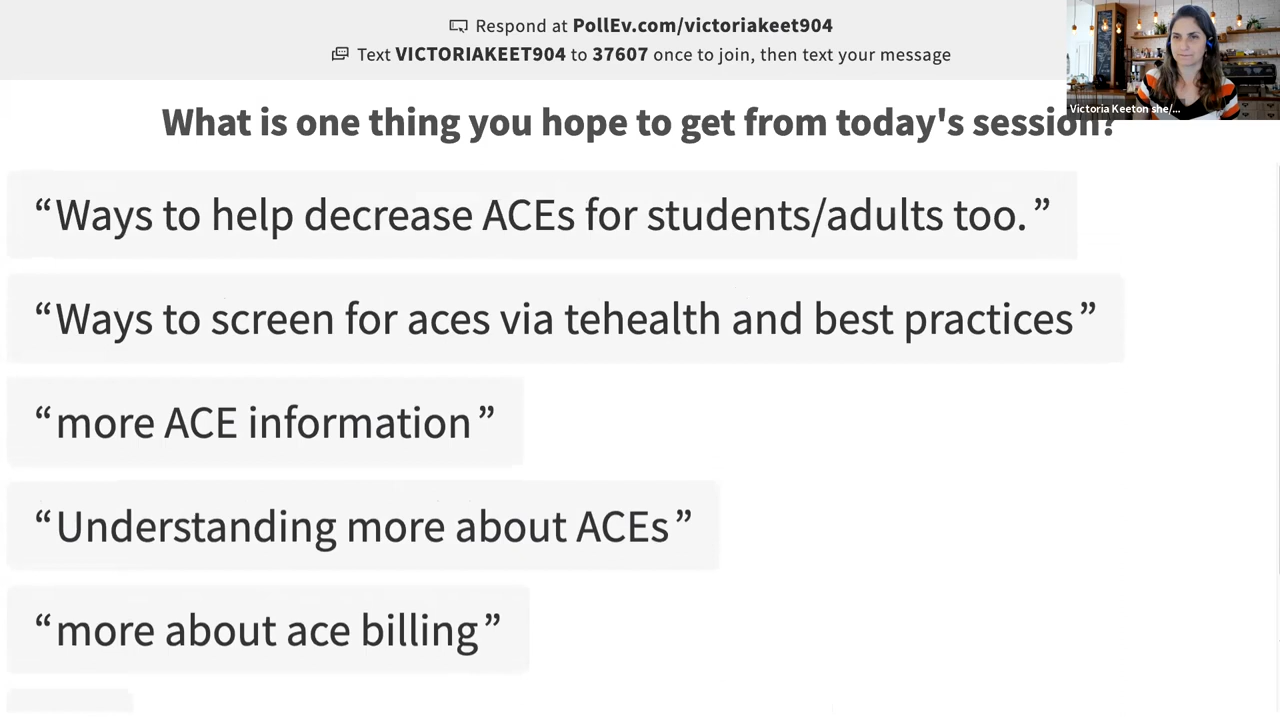 Respond at PollEv.com/victoriakeet904
Text VICTORIAKEET904 to 37607 once to join, then text your message
Victoria Keeton she/...
What is one thing you hope to get from today's session?
“Ways to help decrease ACEs for students/adults too.”
“Ways to screen for aces via tehealth and best practices”
“more ACE information”
“Understanding more about ACEs”
“more about ace billing”